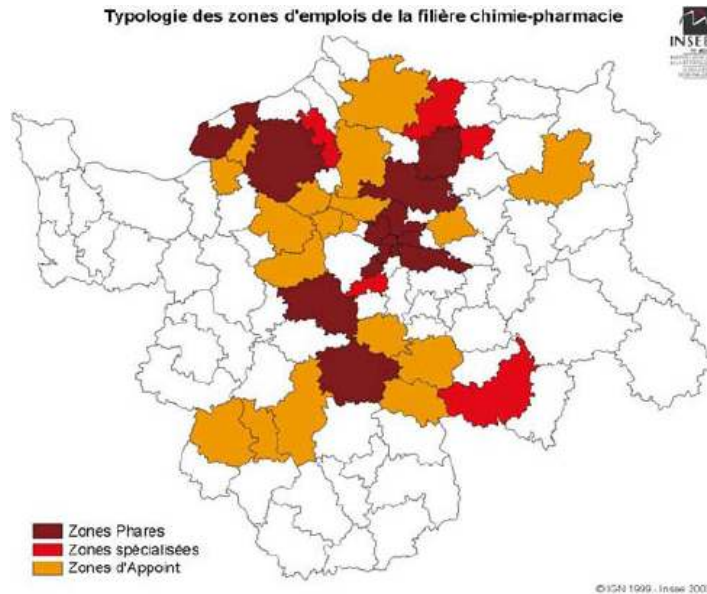 Typologie des zones d'emplois de la filière chimie-pharmacie
INSEE
Zones Phares
Zones spécialisées
Zones d'Appoint
©IGN 1999 - Insee